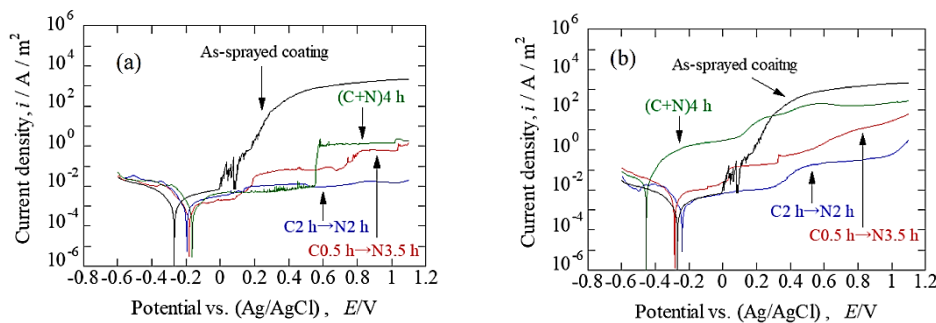 (a)
As-sprayed coating
(C+N)4 h
C2 h→N2 h
C0.5 h→N3.5 h
10^6
10^4
10^2
10^0
10^-2
10^-4
10^-6
-0.8 -0.6 -0.4 -0.2 0 0.2 0.4 0.6 0.8 1 1.2
Current density, i / A / m^2
Potential vs. (Ag/AgCl) , E/V
(b)
As-sprayed coaitng
(C+N)4 h
C2 h→N2 h
C0.5 h→N3.5 h
10^6
10^4
10^2
10^0
10^-2
10^-4
10^-6
-0.8 -0.6 -0.4 -0.2 0 0.2 0.4 0.6 0.8 1 1.2
Current density, i / A / m^2
Potential vs. (Ag/AgCl) , E/V